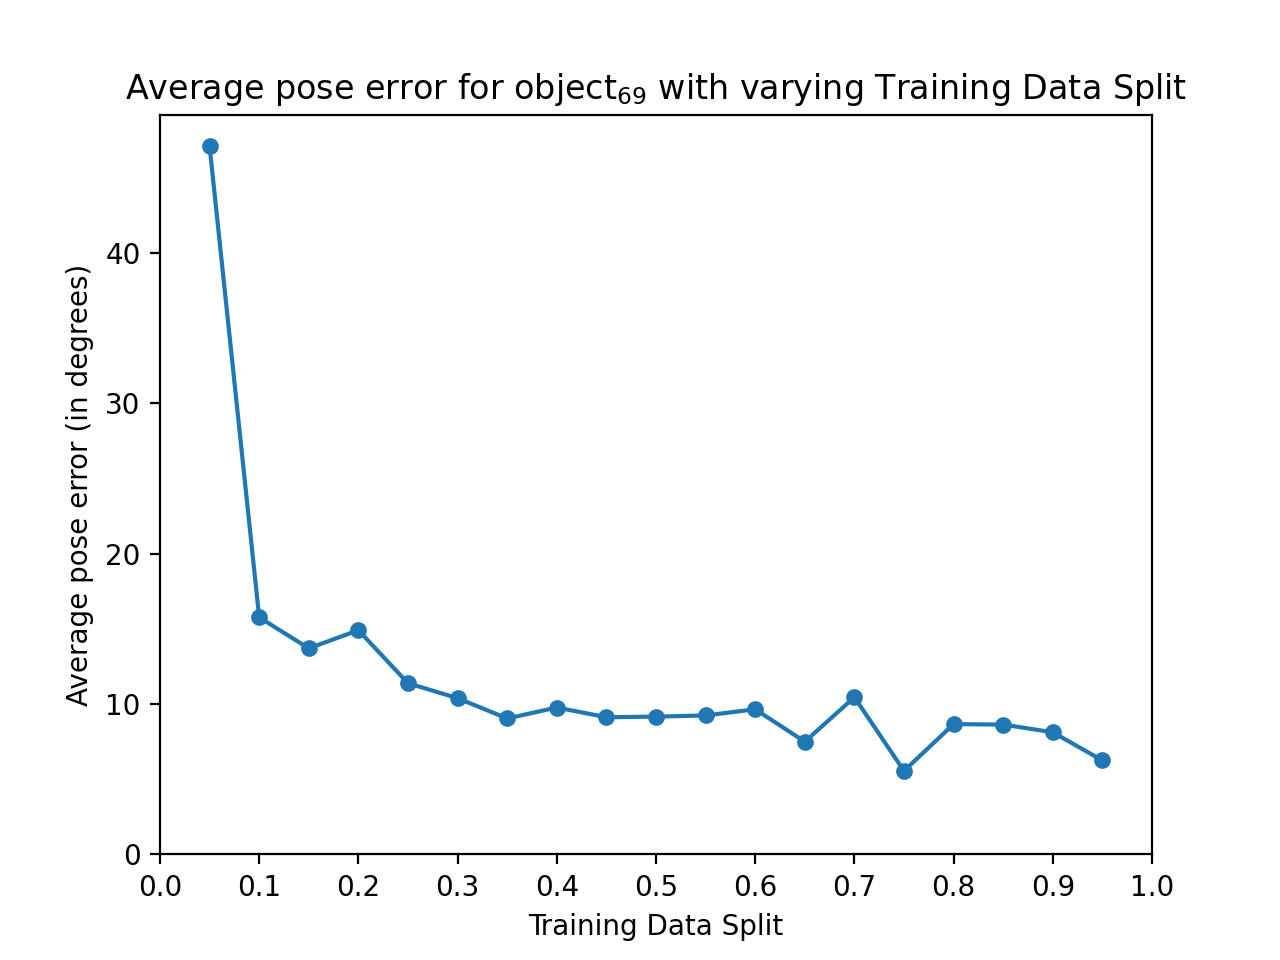 Average pose error for object₆₉ with varying Training Data Split
Average pose error (in degrees)
40
30
20
10
0
0.0 0.1 0.2 0.3 0.4 0.5 0.6 0.7 0.8 0.9 1.0
Training Data Split